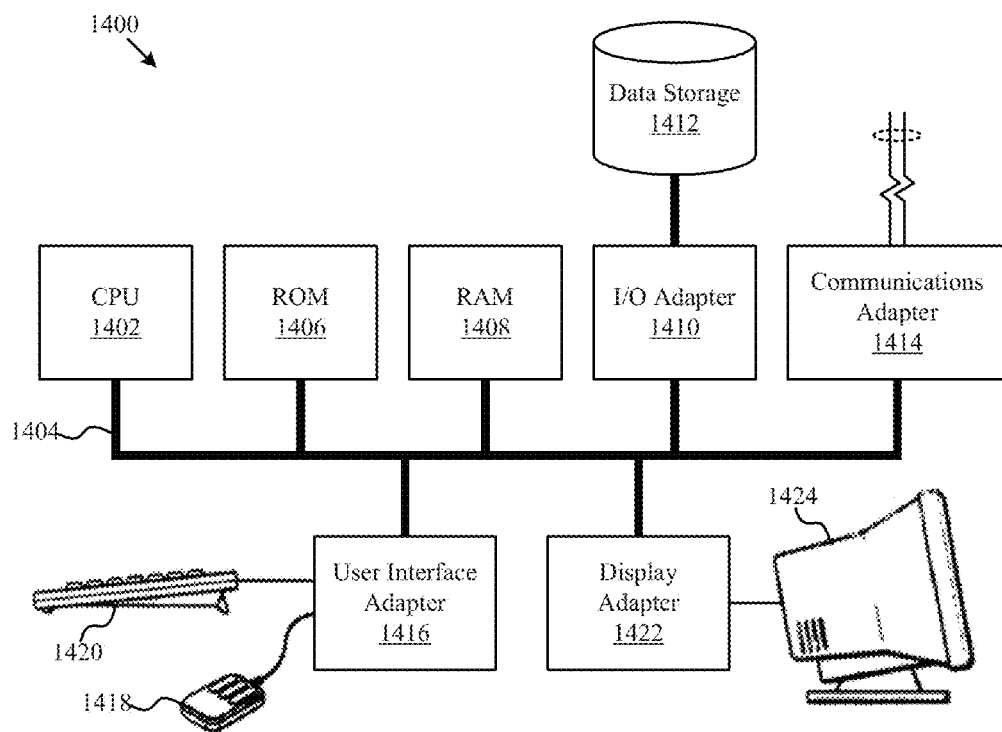 1400
Data Storage
1412
CPU
1402
ROM
1406
RAM
1408
I/O Adapter
1410
Communications
Adapter
1414
1404
1424
User Interface
Adapter
1416
Display
Adapter
1422
1420
1418